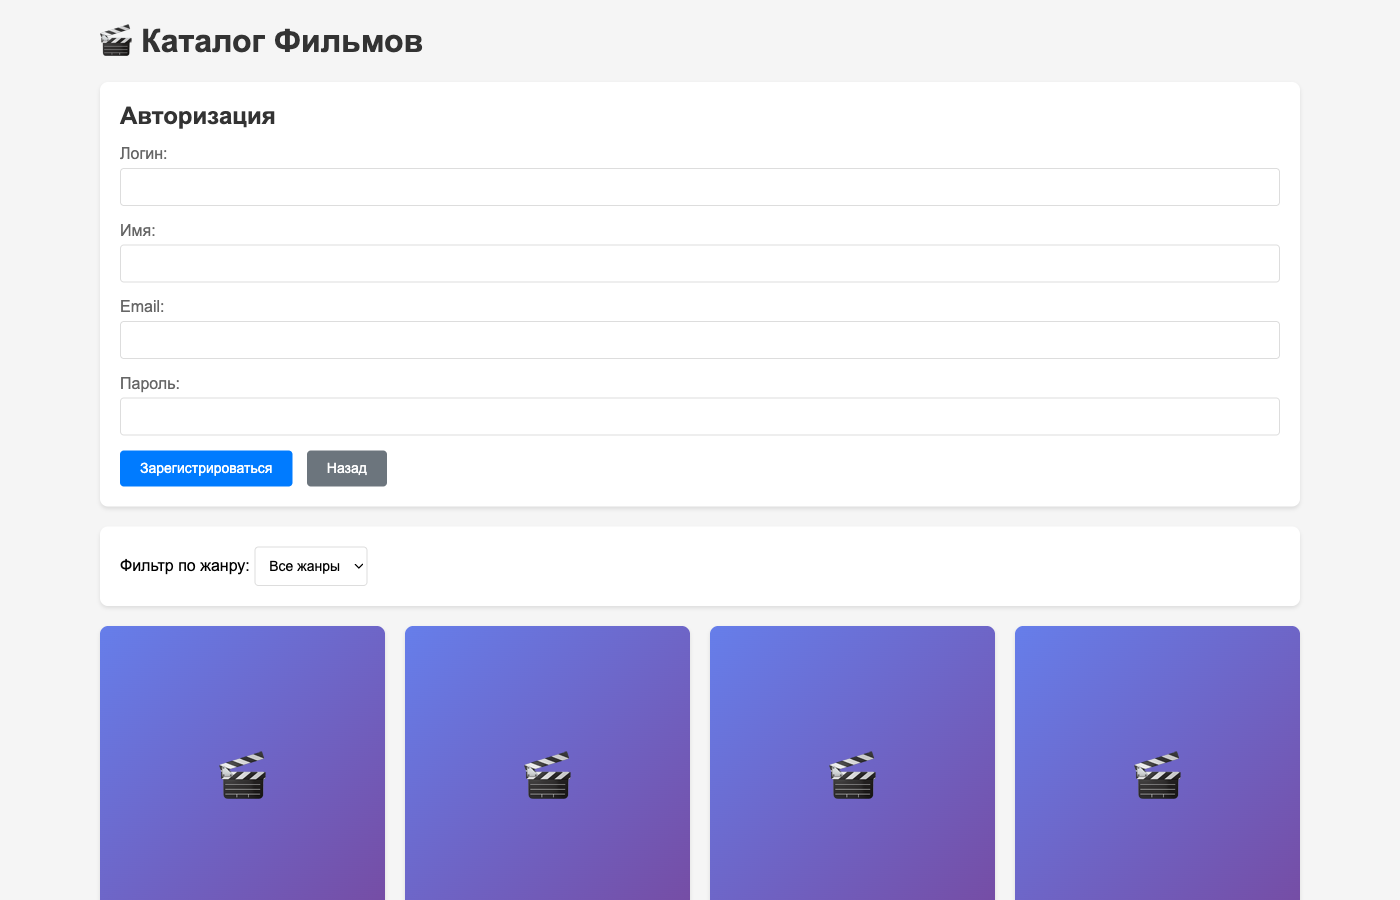 Каталог Фильмов
Авторизация
Логин:
Имя:
Email:
Пароль:
Зарегистрироваться Назад
Фильтр по жанру: Все жанры